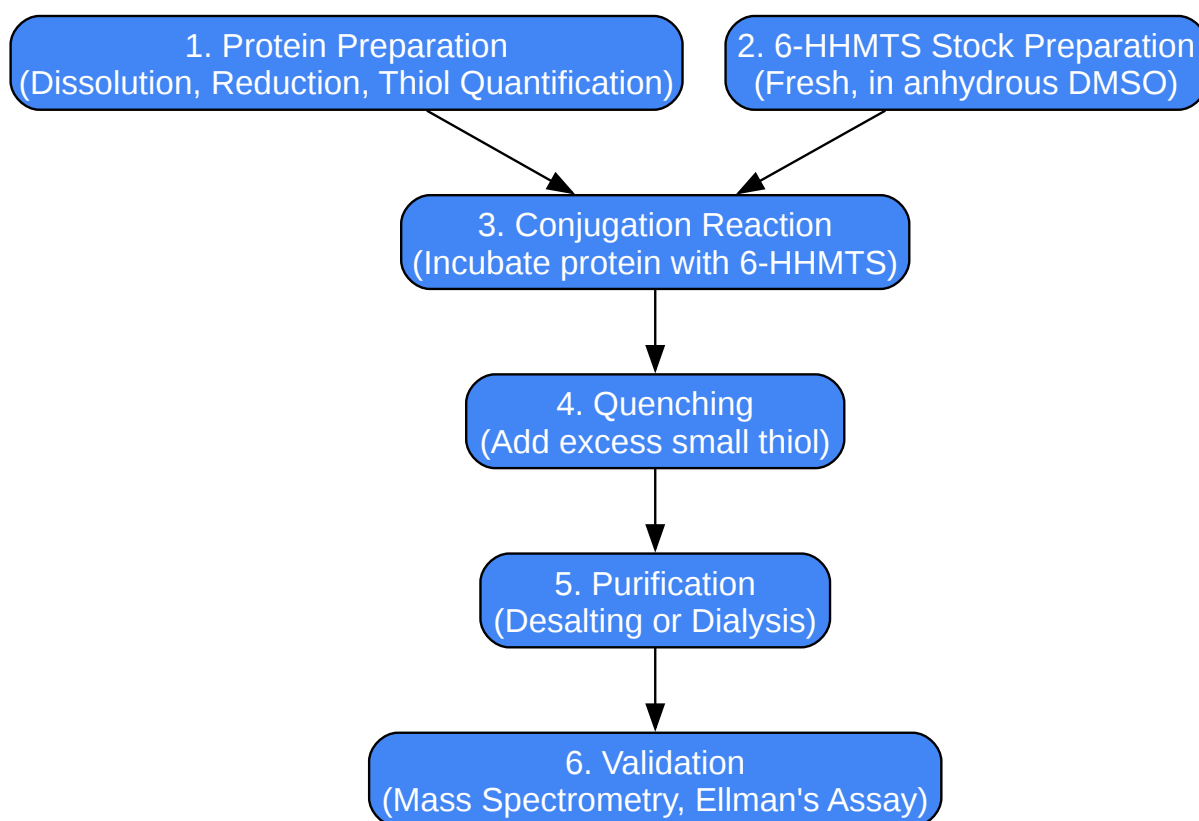 1. Protein Preparation
(Dissolution, Reduction, Thiol Quantification)
2. 6-HHMTS Stock Preparation
(Fresh, in anhydrous DMSO)
3. Conjugation Reaction
(Incubate protein with 6-HHMTS)
4. Quenching
(Add excess small thiol)
5. Purification
(Desalting or Dialysis)
6. Validation
(Mass Spectrometry, Ellman's Assay)